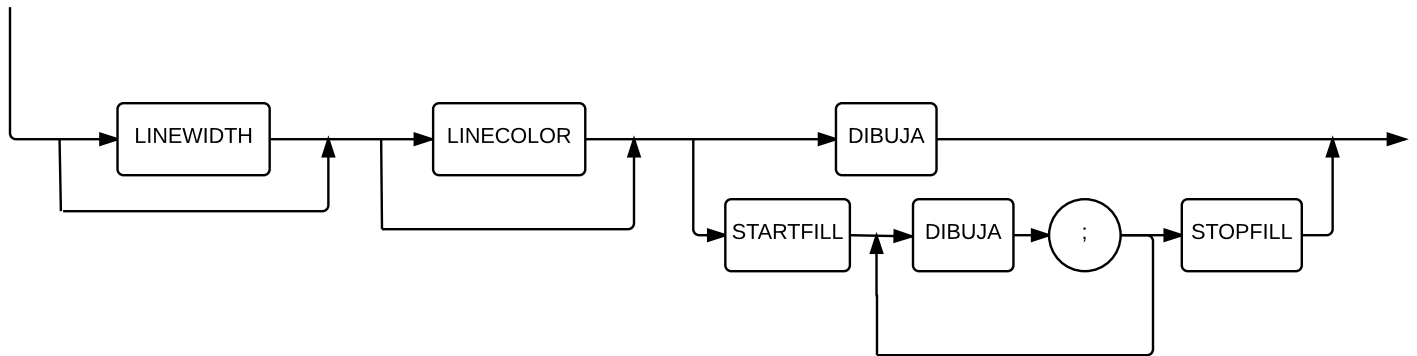 LINEWIDTH
LINECOLOR
DIBUJA
STARTFILL
DIBUJA
;
STOPFILL